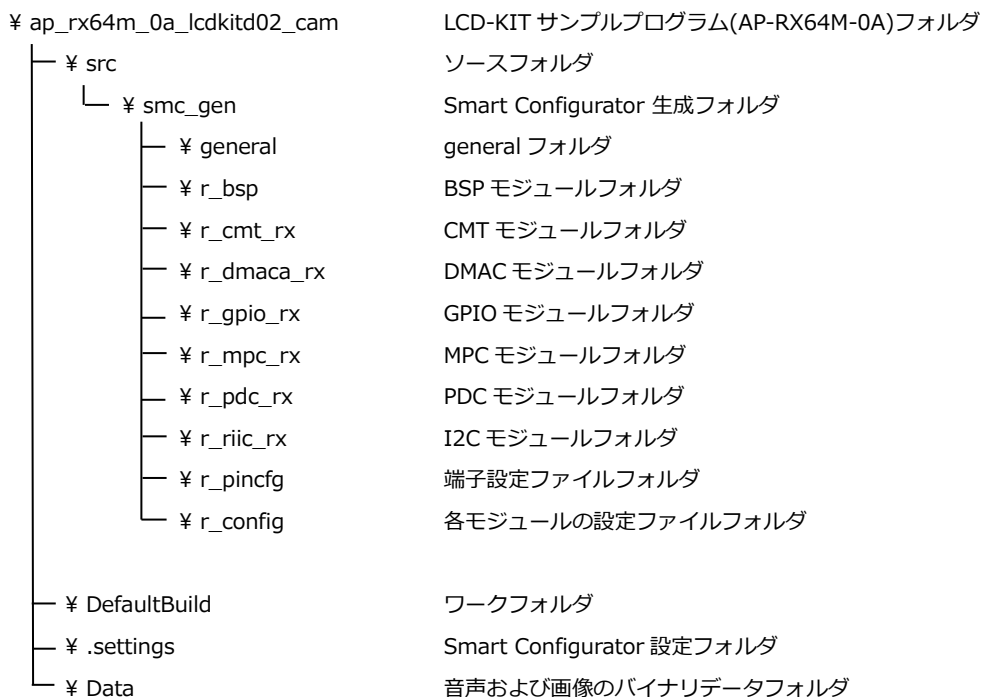 ¥ ap_rx64m_0a_lcdkitd02_cam LCD-KIT サンプルプログラム(AP-RX64M-0A)フォルダ
¥ src ソースフォルダ
¥ smc_gen Smart Configurator 生成フォルダ
¥ general general フォルダ
¥ r_bsp BSP モジュールフォルダ
¥ r_cmt_rx CMT モジュールフォルダ
¥ r_dmaca_rx DMAC モジュールフォルダ
¥ r_gpio_rx GPIO モジュールフォルダ
¥ r_mpc_rx MPC モジュールフォルダ
¥ r_pdc_rx PDC モジュールフォルダ
¥ r_riic_rx I2C モジュールフォルダ
¥ r_pincfg 端子設定ファイルフォルダ
¥ r_config 各モジュールの設定ファイルフォルダ
¥ DefaultBuild ワークフォルダ
¥ .settings Smart Configurator 設定フォルダ
¥ Data 音声および画像のバイナリデータフォルダ